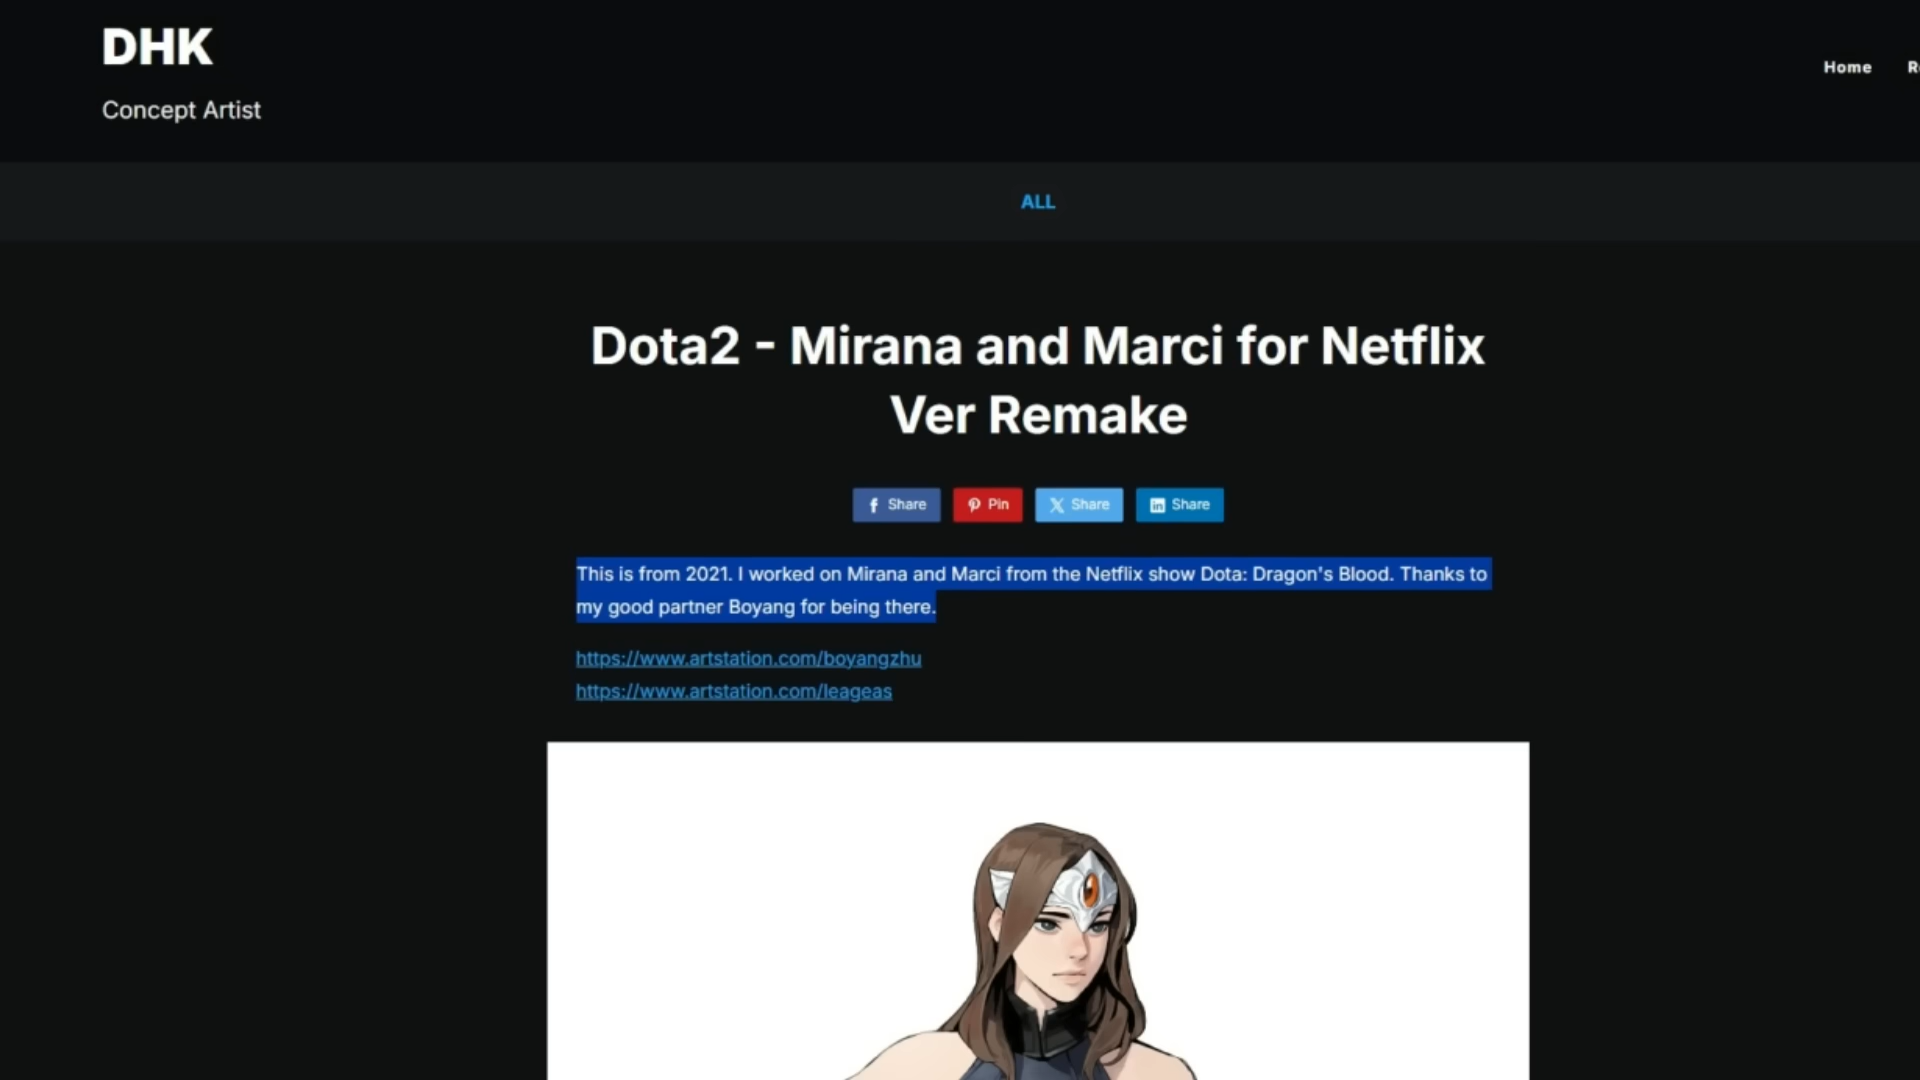 DHK
Concept Artist
Home
ALL
Dota2 - Mirana and Marci for Netflix
Ver Remake
Share
Pin
Share
Share
This is from 2021. I worked on Mirana and Marci from the Netflix show Dota: Dragon's Blood. Thanks to
my good partner Boyang for being there.
https://www.artstation.com/boyangzhu
https://www.artstation.com/leageas